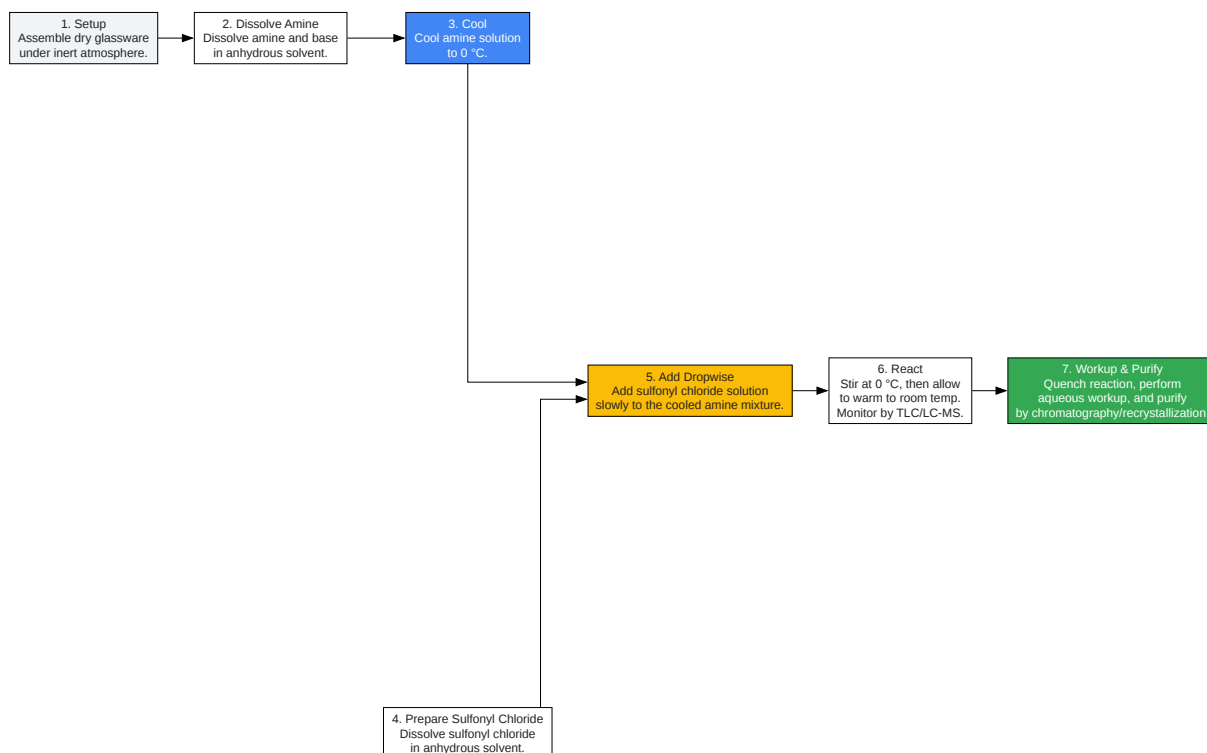 1. Setup
Assemble dry glassware
under inert atmosphere.
2. Dissolve Amine
Dissolve amine and base
in anhydrous solvent.
3. Cool
Cool amine solution
to 0 °C.
4. Prepare Sulfonyl Chloride
Dissolve sulfonyl chloride
in anhydrous solvent.
5. Add Dropwise
Add sulfonyl chloride solution
slowly to the cooled amine mixture.
6. React
Stir at 0 °C, then allow
to warm to room temp.
Monitor by TLC/LC-MS.
7. Workup & Purify
Quench reaction, perform
aqueous workup, and purify
by chromatography/recrystallization